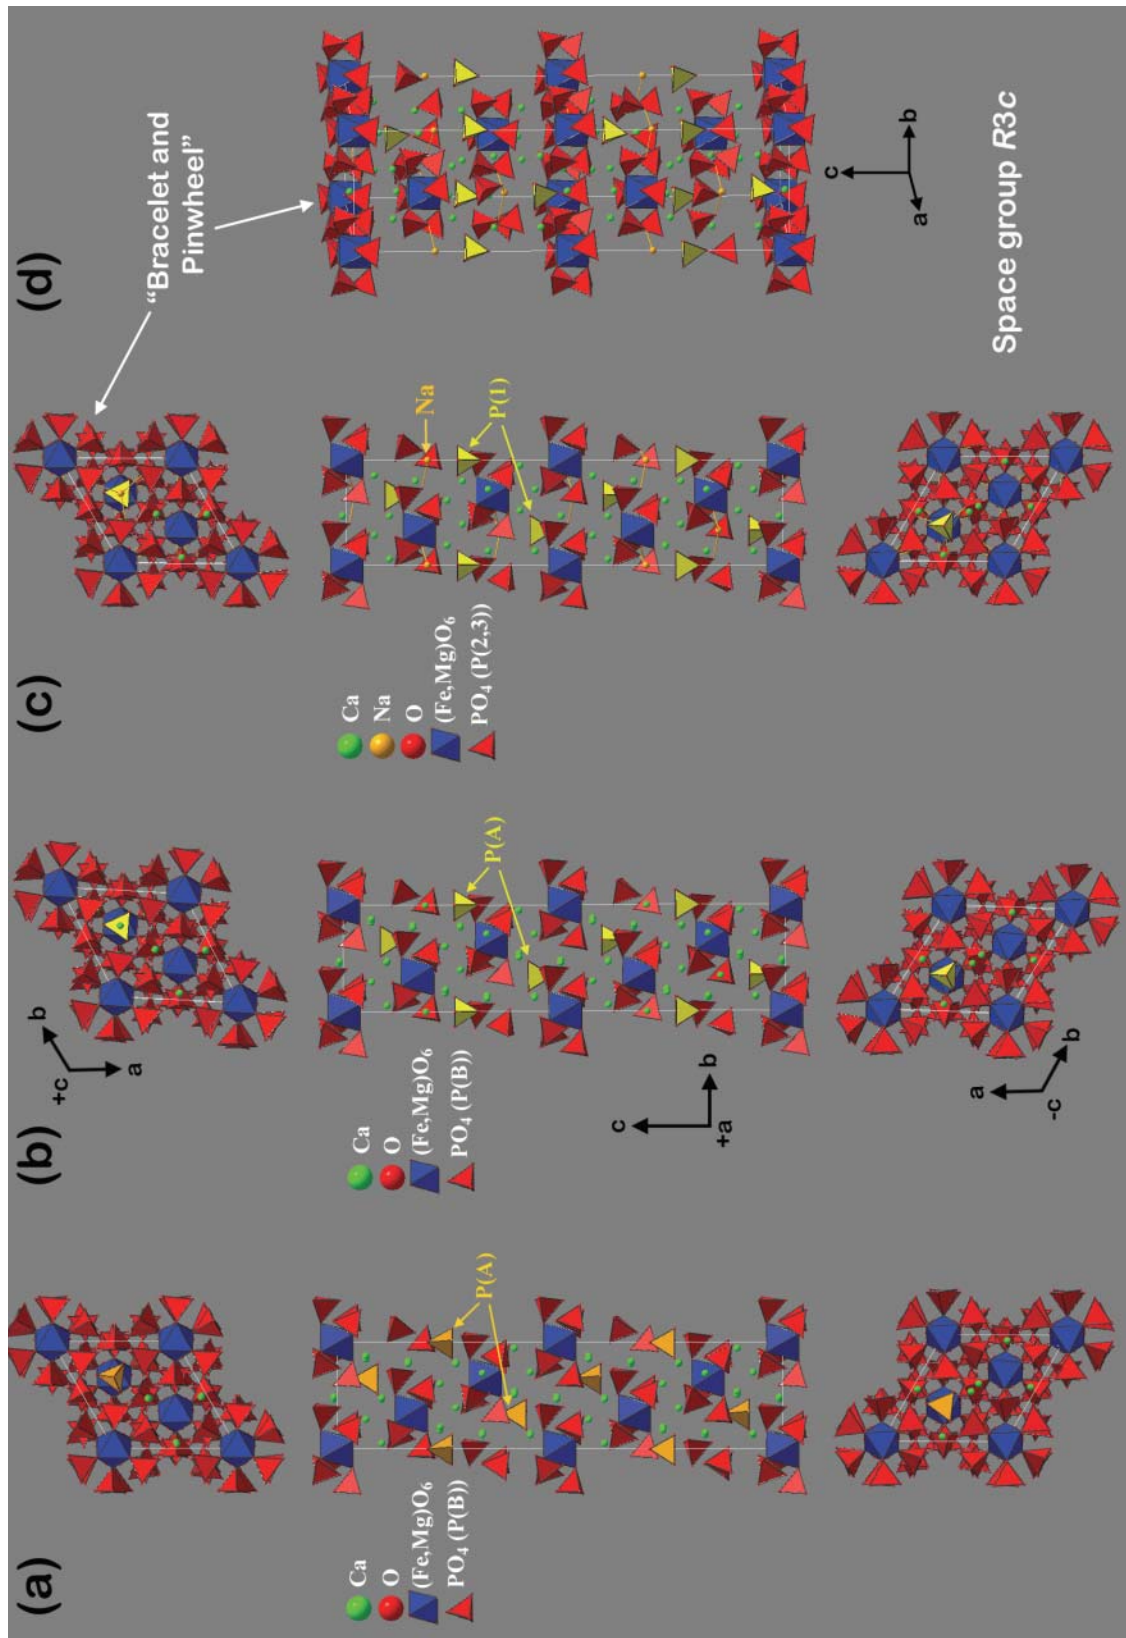 (a)
Ca
O
(Fe,Mg)O6
PO4 (P(B))
P(A)
(b)
+c
b
a
Ca
O
(Fe,Mg)O6
PO4 (P(B))
P(A)
c
b
+a
a
b
-c
(c)
Ca
Na
O
(Fe,Mg)O6
PO4 (P(2,3))
Na
P(1)
(d)
“Bracelet and
Pinwheel”
c
b
a
Space group R3c